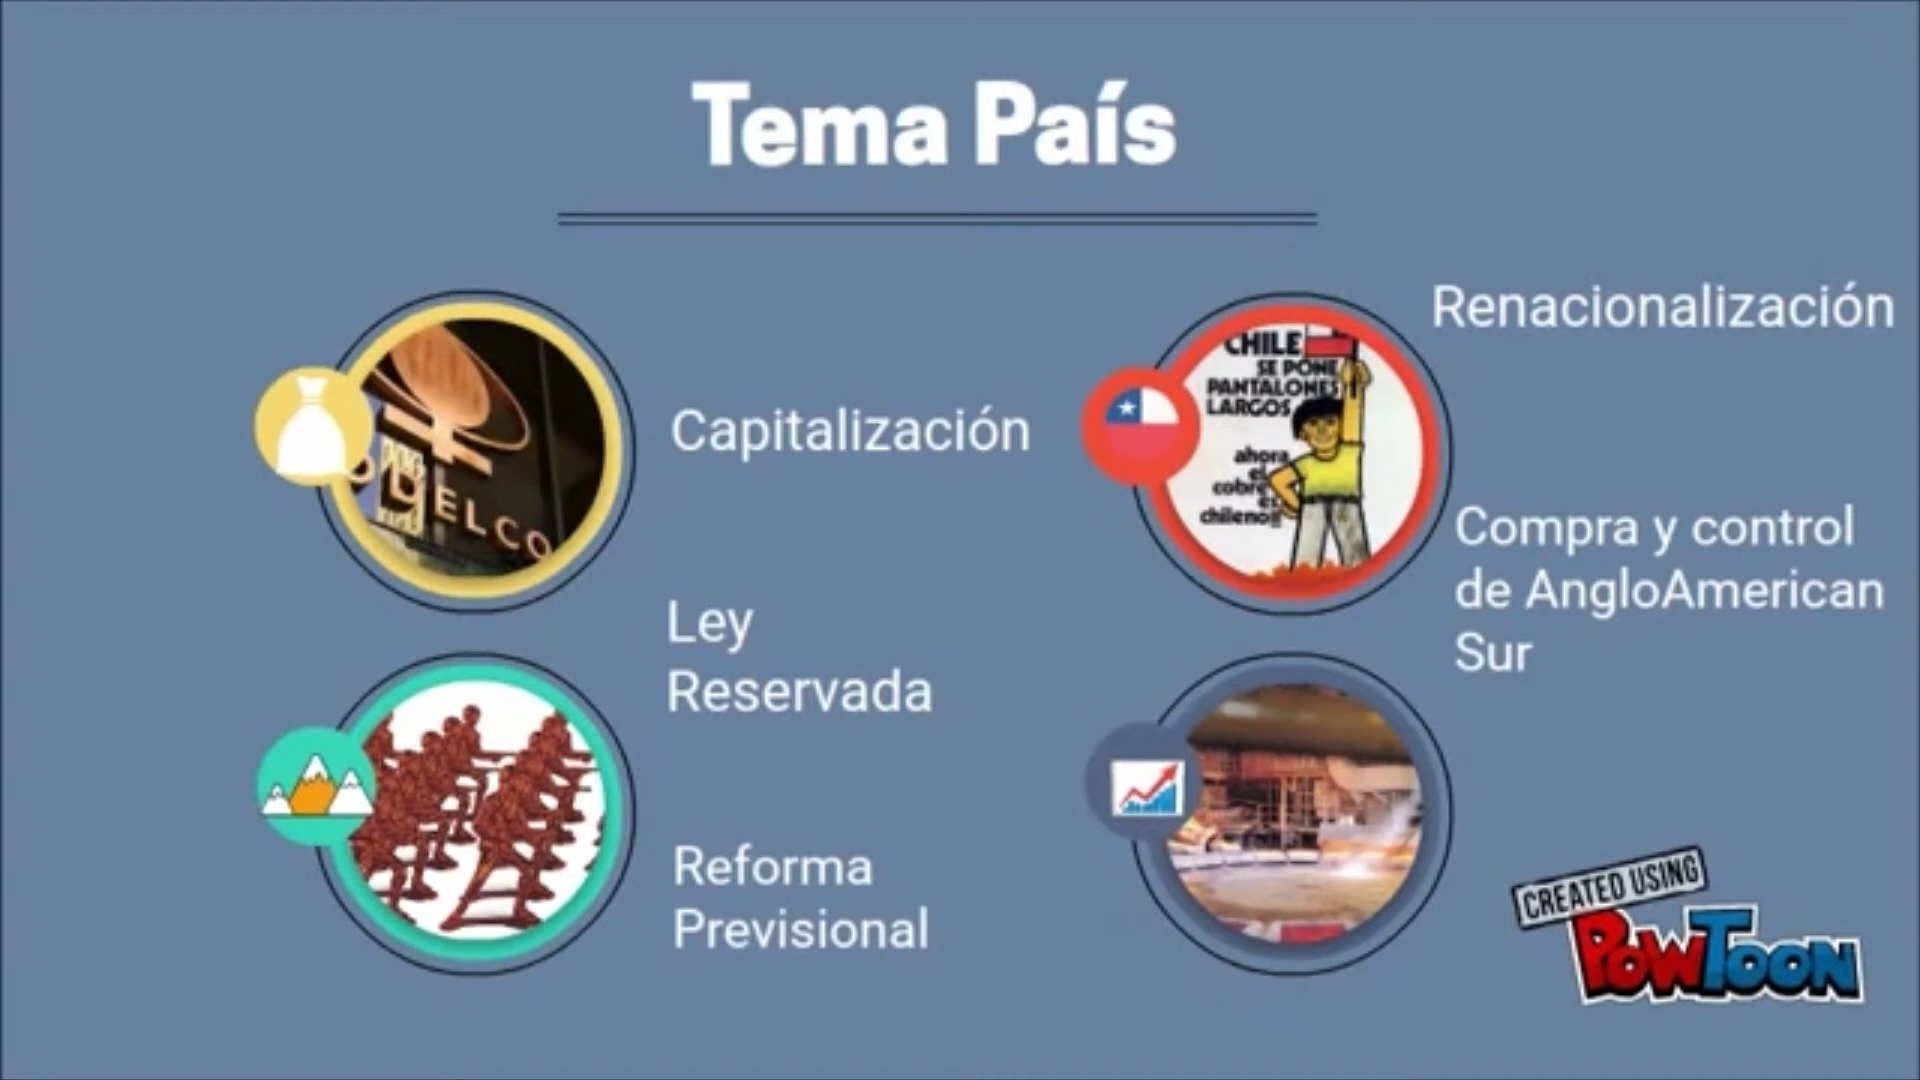 Tema País
Capitalización
ELCO
Ley
Reservada
Reforma
Previsional
Renacionalización
CHILE
SE PONE
PANTALONES
LARGOS
ahora
el
cobre
es
chileno!!
Compra y control
de AngloAmerican
Sur
CREATED USING
POWTOON